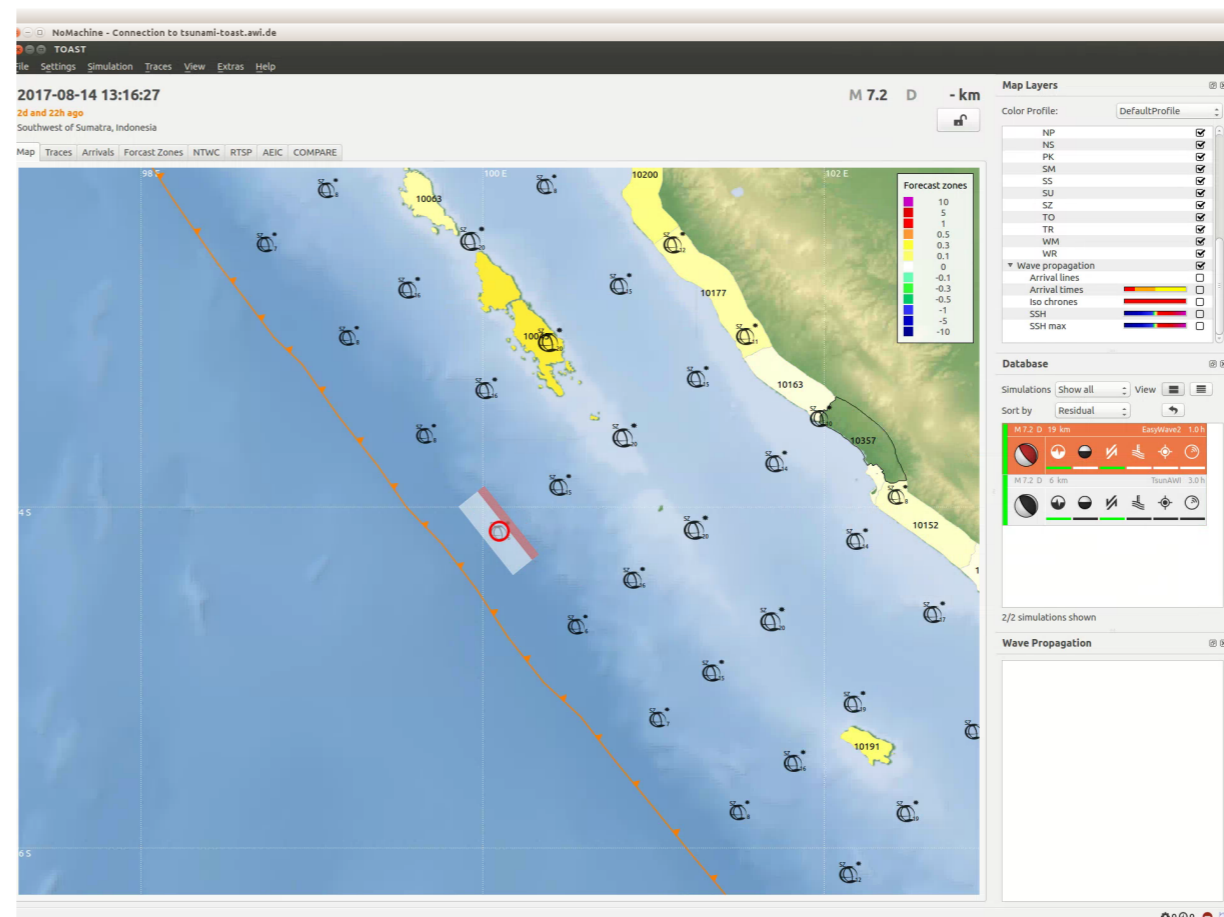 NoMachine - Connection to tsunami-toast.awi.de
TOAST
File Settings Simulation Traces View Extras Help
2017-08-14 13:16:27
M 7.2 D - km
2d and 22h ago
Southwest of Sumatra, Indonesia
Map Traces Arrivals Forcast Zones NTWC RTSP AEIC COMPARE
98 E
100 E
102 E
4 S
6 S
10200
10063
10177
10163
10357
10152
10191
Forecast zones
10
5
1
0.5
0.3
0.1
0
-0.1
-0.3
-0.5
-1
-5
-10
Map Layers
Color Profile: DefaultProfile
NP
NS
PK
SM
SS
SU
SZ
TO
TR
WM
WR
Wave propagation
Arrival lines
Arrival times
Iso chrones
SSH
SSH max
Database
Simulations Show all View
Sort by Residual
M 7.2 D 19 km EasyWave2 1.0 h
M 7.2 D 6 km TsunAWI 3.0 h
2/2 simulations shown
Wave Propagation